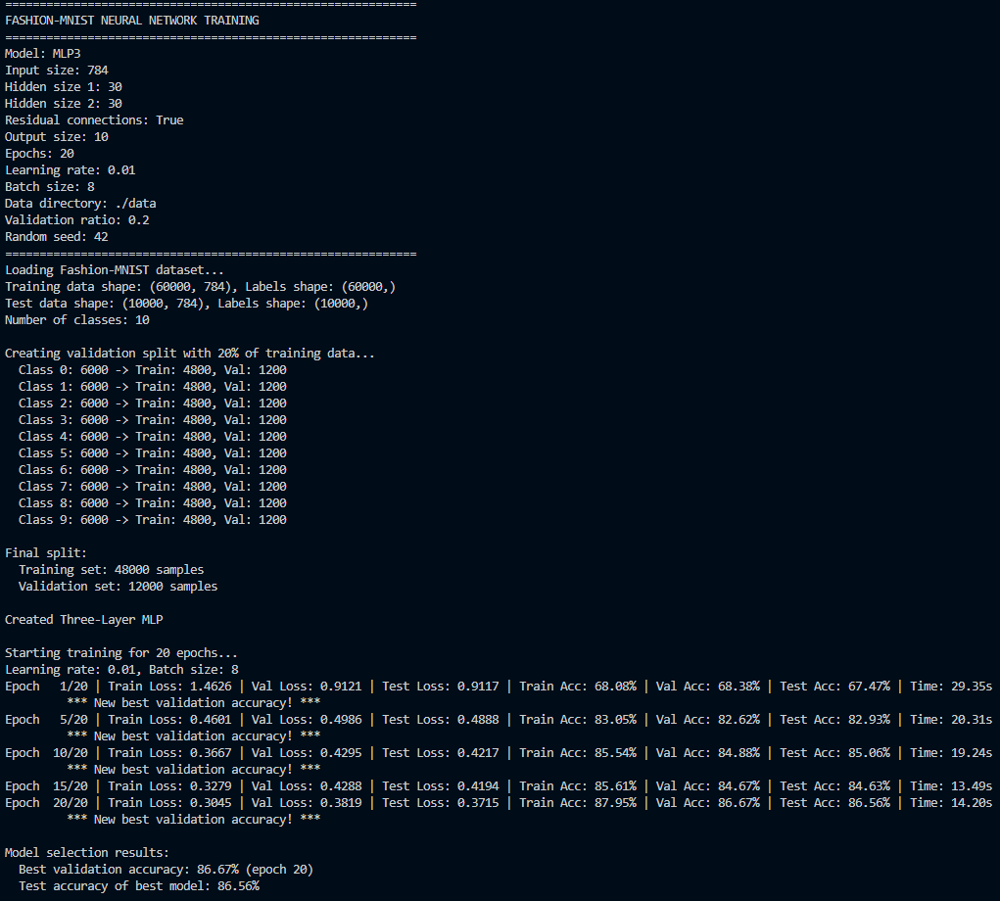 ============================================================
FASHION-MNIST NEURAL NETWORK TRAINING
============================================================
Model: MLP3
Input size: 784
Hidden size 1: 30
Hidden size 2: 30
Residual connections: True
Output size: 10
Epochs: 20
Learning rate: 0.01
Batch size: 8
Data directory: ./data
Validation ratio: 0.2
Random seed: 42
============================================================
Loading Fashion-MNIST dataset...
Training data shape: (60000, 784), Labels shape: (60000,)
Test data shape: (10000, 784), Labels shape: (10000,)
Number of classes: 10

Creating validation split with 20% of training data...
  Class 0: 6000 -> Train: 4800, Val: 1200
  Class 1: 6000 -> Train: 4800, Val: 1200
  Class 2: 6000 -> Train: 4800, Val: 1200
  Class 3: 6000 -> Train: 4800, Val: 1200
  Class 4: 6000 -> Train: 4800, Val: 1200
  Class 5: 6000 -> Train: 4800, Val: 1200
  Class 6: 6000 -> Train: 4800, Val: 1200
  Class 7: 6000 -> Train: 4800, Val: 1200
  Class 8: 6000 -> Train: 4800, Val: 1200
  Class 9: 6000 -> Train: 4800, Val: 1200

Final split:
  Training set: 48000 samples
  Validation set: 12000 samples

Created Three-Layer MLP

Starting training for 20 epochs...
Learning rate: 0.01, Batch size: 8
Epoch   1/20 | Train Loss: 1.4626 | Val Loss: 0.9121 | Test Loss: 0.9117 | Train Acc: 68.08% | Val Acc: 68.38% | Test Acc: 67.47% | Time: 29.35s
         *** New best validation accuracy! ***
Epoch   5/20 | Train Loss: 0.4601 | Val Loss: 0.4986 | Test Loss: 0.4888 | Train Acc: 83.05% | Val Acc: 82.62% | Test Acc: 82.93% | Time: 20.31s
         *** New best validation accuracy! ***
Epoch  10/20 | Train Loss: 0.3667 | Val Loss: 0.4295 | Test Loss: 0.4217 | Train Acc: 85.54% | Val Acc: 84.88% | Test Acc: 85.06% | Time: 19.24s
         *** New best validation accuracy! ***
Epoch  15/20 | Train Loss: 0.3279 | Val Loss: 0.4288 | Test Loss: 0.4194 | Train Acc: 85.61% | Val Acc: 84.67% | Test Acc: 84.63% | Time: 13.49s
Epoch  20/20 | Train Loss: 0.3045 | Val Loss: 0.3819 | Test Loss: 0.3715 | Train Acc: 87.95% | Val Acc: 86.67% | Test Acc: 86.56% | Time: 14.20s
         *** New best validation accuracy! ***

Model selection results:
  Best validation accuracy: 86.67% (epoch 20)
  Test accuracy of best model: 86.56%